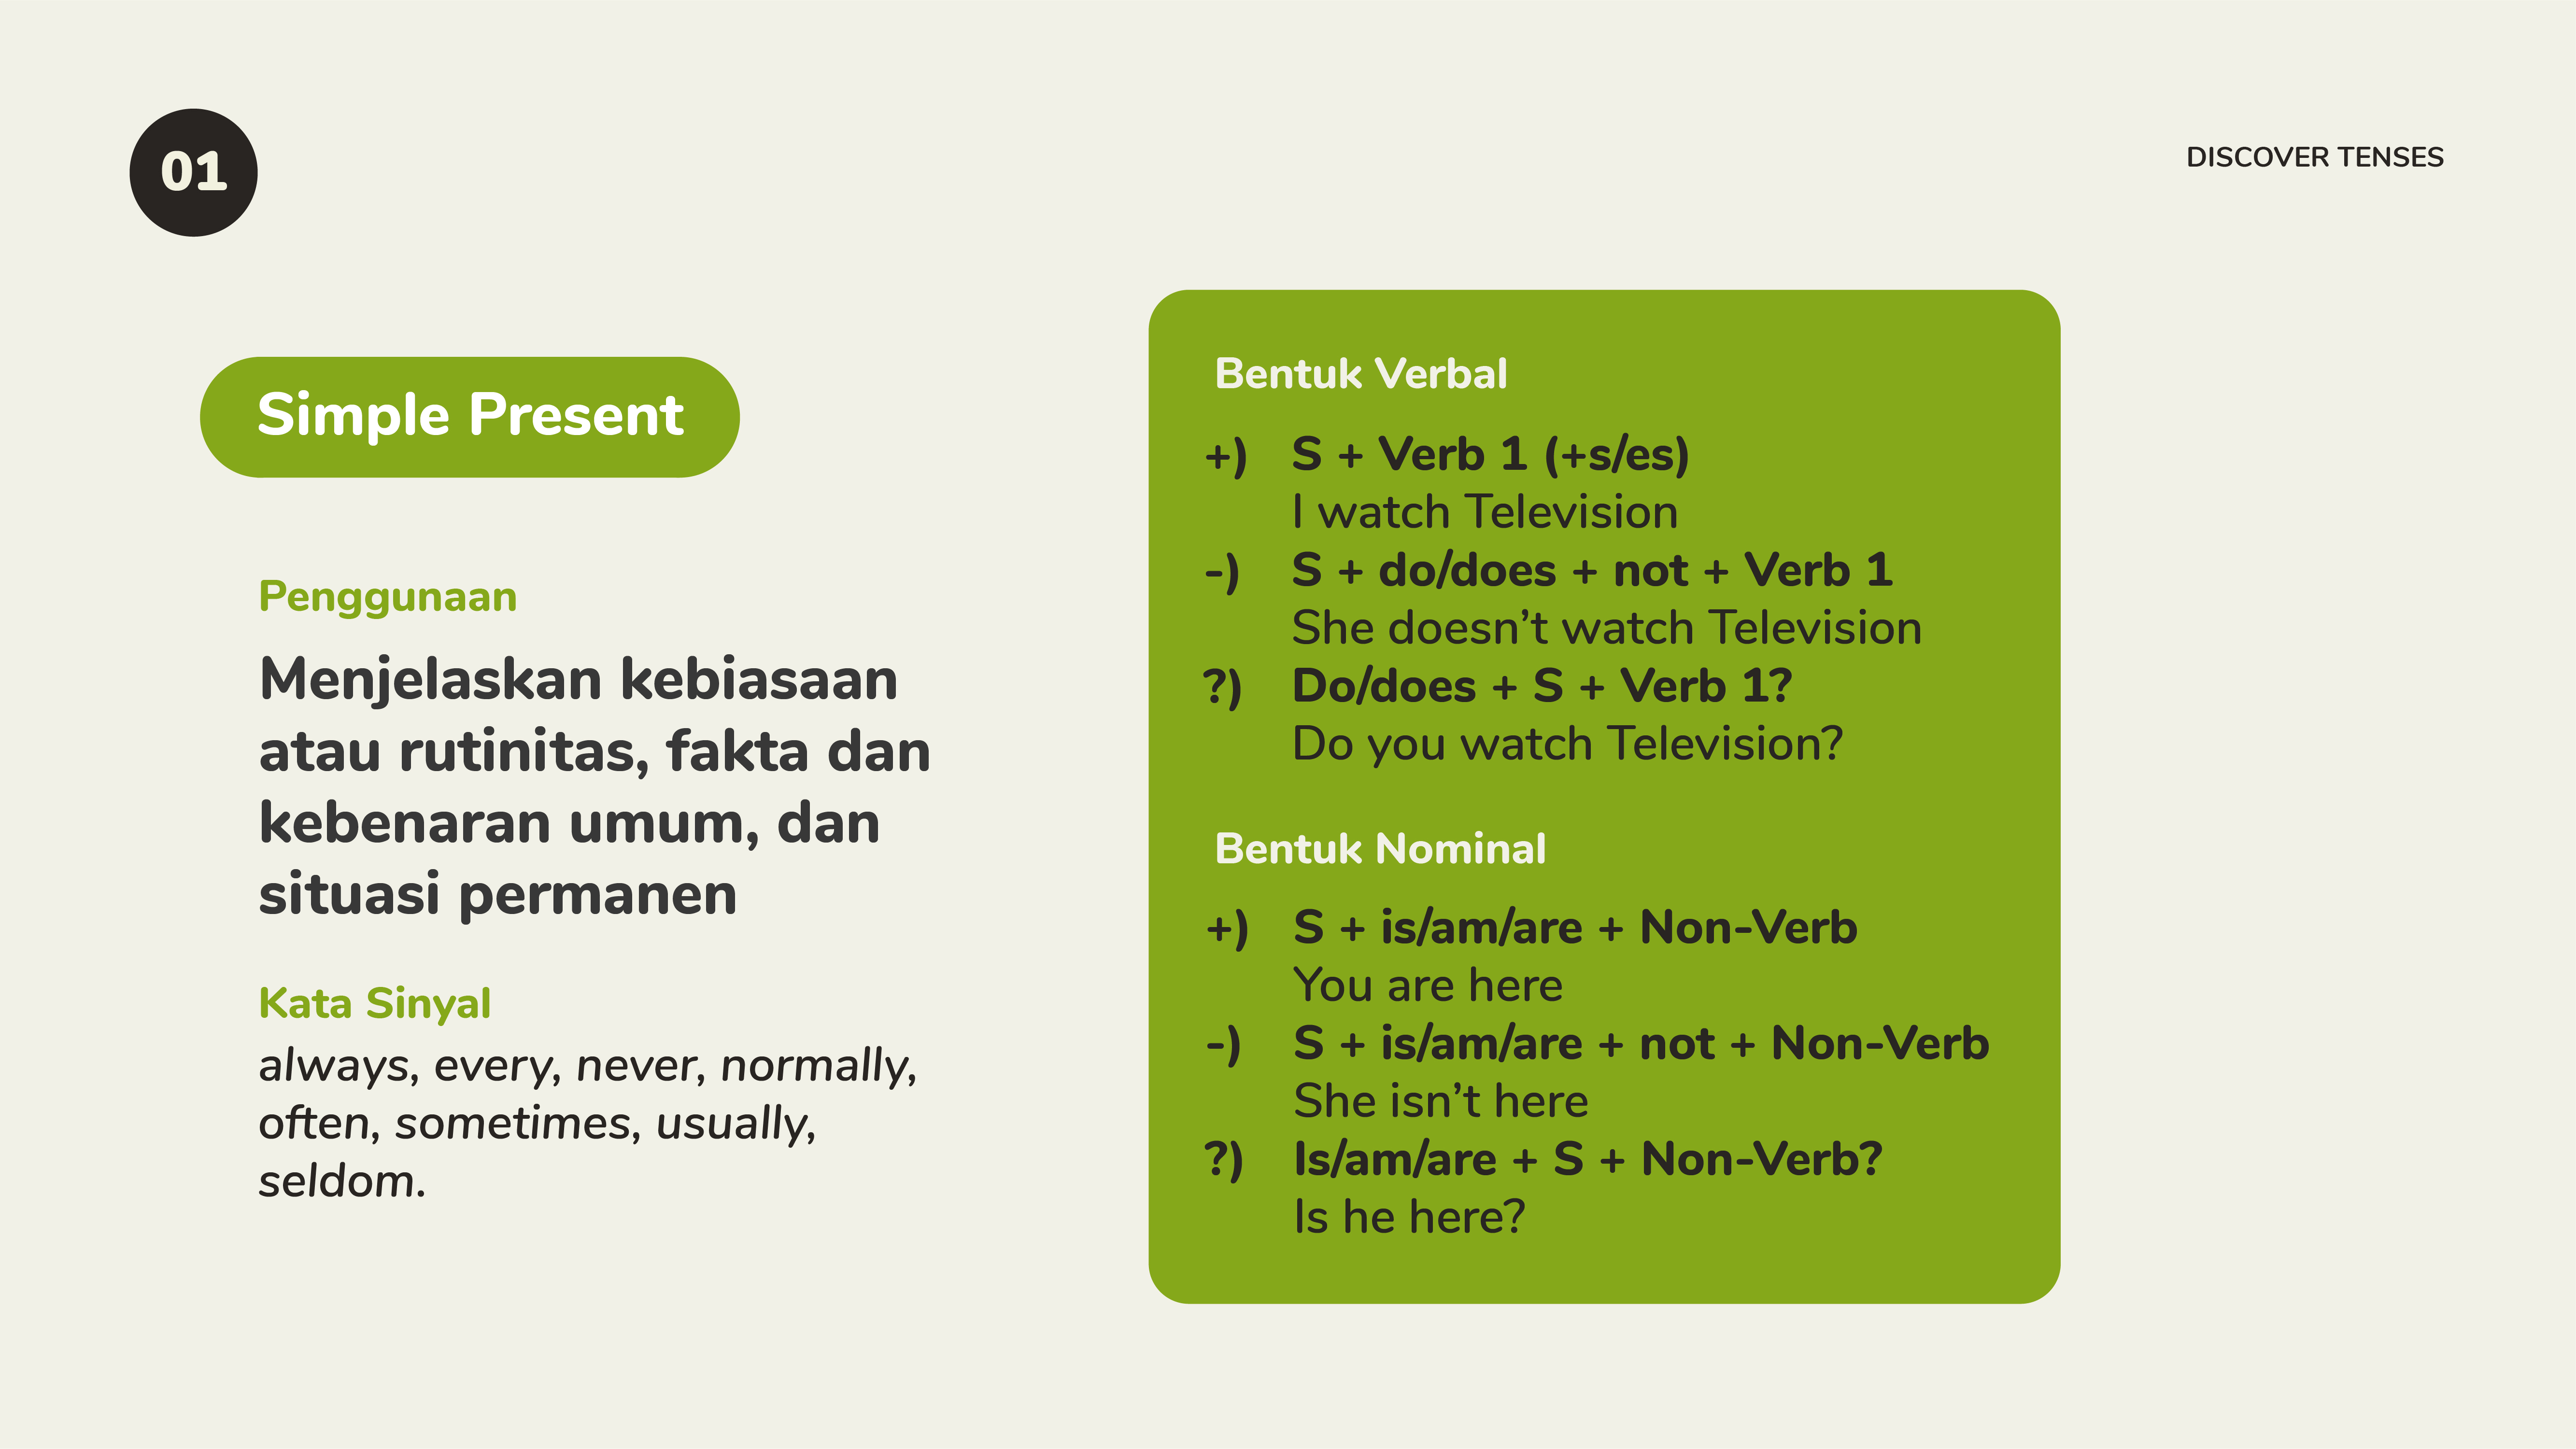 01
DISCOVER TENSES
Simple Present
Penggunaan
Menjelaskan kebiasaan
atau rutinitas, fakta dan
kebenaran umum, dan
situasi permanen
Kata Sinyal
always, every, never, normally,
often, sometimes, usually,
seldom.
Bentuk Verbal
+) S + Verb 1 (+s/es)
I watch Television
-) S + do/does + not + Verb 1
She doesn’t watch Television
?) Do/does + S + Verb 1?
Do you watch Television?
Bentuk Nominal
+) S + is/am/are + Non-Verb
You are here
-) S + is/am/are + not + Non-Verb
She isn’t here
?) Is/am/are + S + Non-Verb?
Is he here?